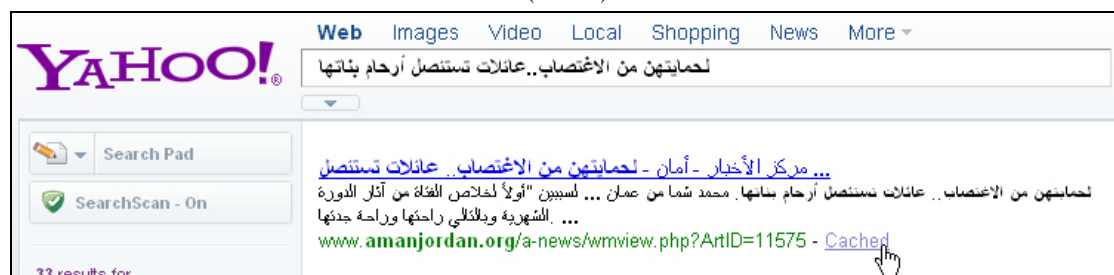 Web Images Video Local Shopping News More
YAHOO!®
لحمايتهن من الاغتصاب..عائلات تستئصل أرحام بناتها
Search Pad
SearchScan - On
مركز الأخبار - أمان - لحمايتهن من الاغتصاب.. عائلات تستئصل ...
لحمايتهن من الاغتصاب.. عائلات تستئصل أرحام بناتها. محمد شما من عمان ... لسببين "أولاً لخلاص الفتاة من آثار الدورة
الشهرية وبالتالي راحتها وراحة جدتها. ...
www.amanjordan.org/a-news/wmview.php?ArtID=11575 - Cached
33 results for